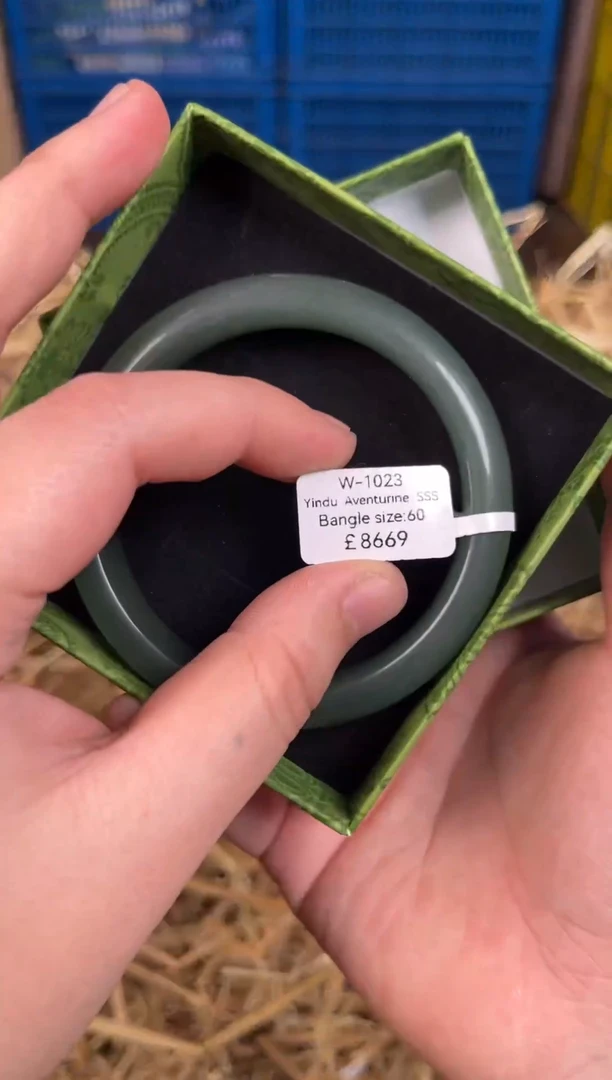 W-1023
Yindu Aventurine SSS
Bangle size:60
£8669